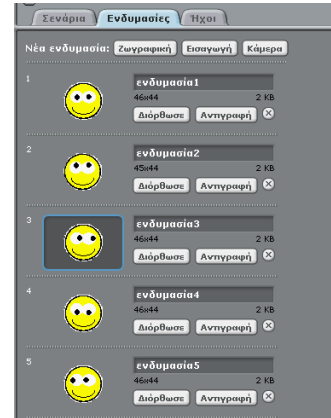 Σενάρια Ενδυμασίες Ήχοι
Νέα ενδυμασία: Ζωγραφική Εισαγωγή Κάμερα
1
ενδυμασία1
46x44 2 KB
Διόρθωσε Αντιγραφή
2
ενδυμασία2
45x44 2 KB
Διόρθωσε Αντιγραφή
3
ενδυμασία3
46x44 2 KB
Διόρθωσε Αντιγραφή
4
ενδυμασία4
46x44 2 KB
Διόρθωσε Αντιγραφή
5
ενδυμασία5
46x44 2 KB
Διόρθωσε Αντιγραφή